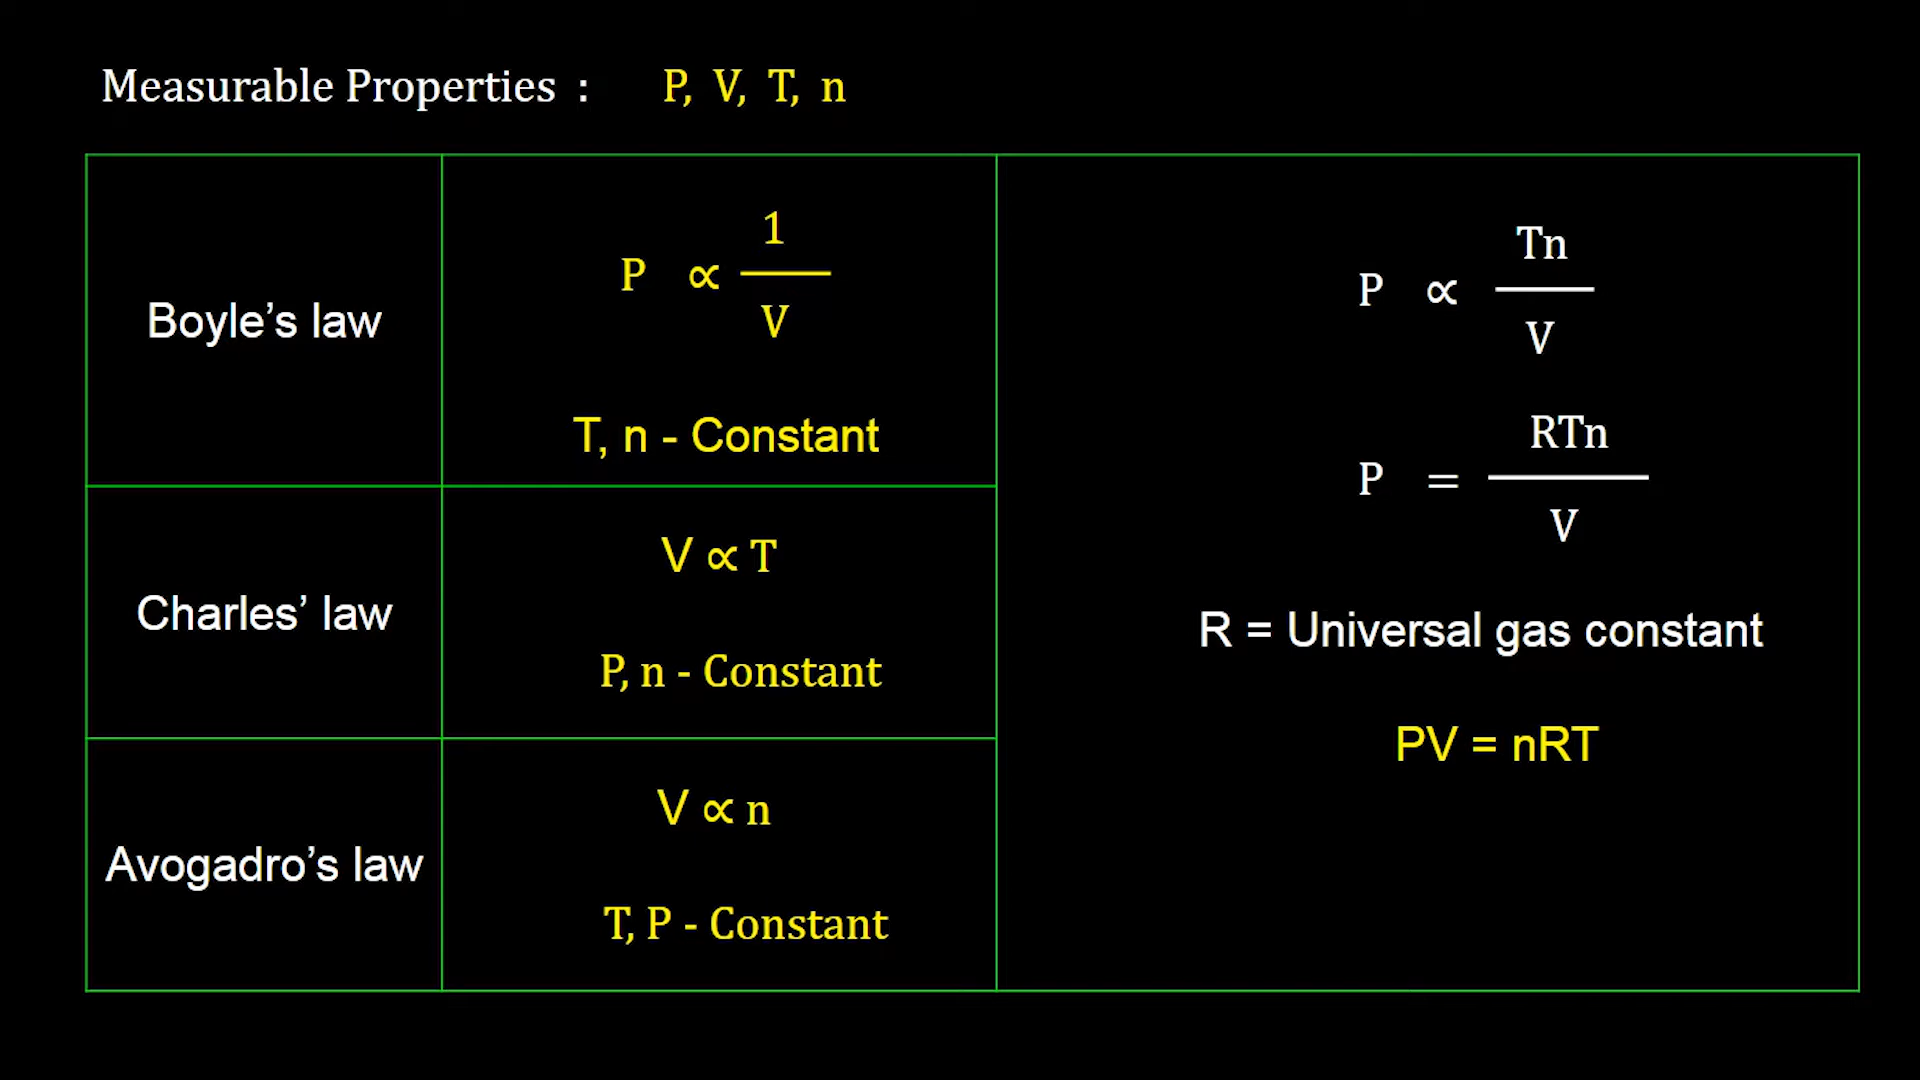 Measurable Properties : P, V, T, n
Boyle’s law
P ∝ 1/V
T, n - Constant
Charles’ law
V ∝ T
P, n - Constant
Avogadro’s law
V ∝ n
T, P - Constant
P ∝ Tn/V
P = RTn/V
R = Universal gas constant
PV = nRT